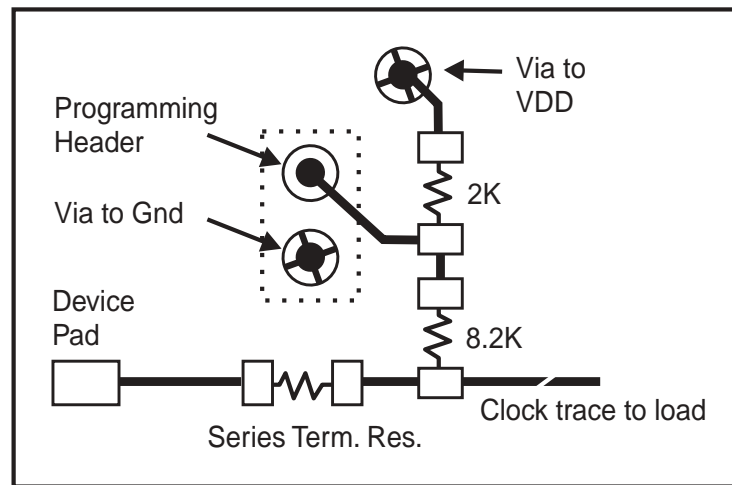 Via to
VDD
Programming
Header
2K
Via to Gnd
Device
Pad
8.2K
Clock trace to load
Series Term. Res.